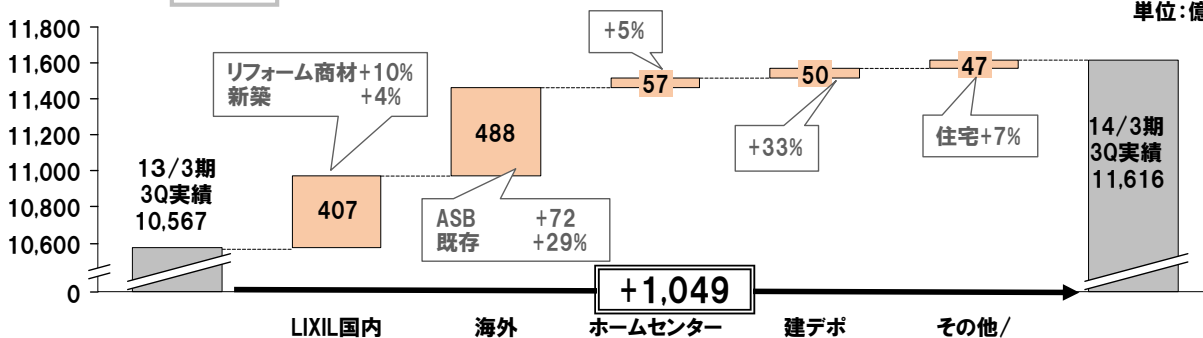 単位:億
11,800
11,600
11,400
11,200
11,000
10,800
10,600
0
13/3期
3Q実績
10,567
リフォーム商材+10%
新築 +4%
407
488
ASB +72
既存 +29%
+5%
57
50
+33%
47
住宅+7%
14/3期
3Q実績
11,616
+1,049
LIXIL国内
海外
ホームセンター
建デポ
その他/